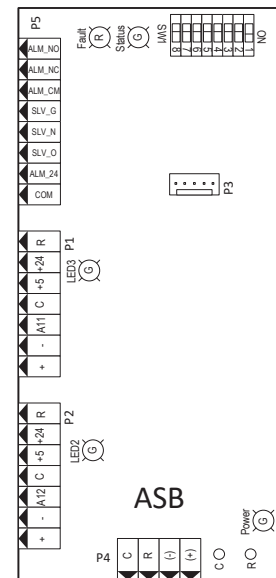 P5
ALM_NO
ALM_NC
ALM_CM
SLV_G
SLV_N
SLV_O
ALM_24
COM
Fault
R
Status
G
SW1
8
7
6
5
4
3
2
1
ON
P3
P1
R
+24
+5
C
A11
-
+
LED3
G
P2
R
+24
+5
C
A12
-
+
LED2
G
ASB
Power
G
P4
C
R
(-)
(+)
C
R